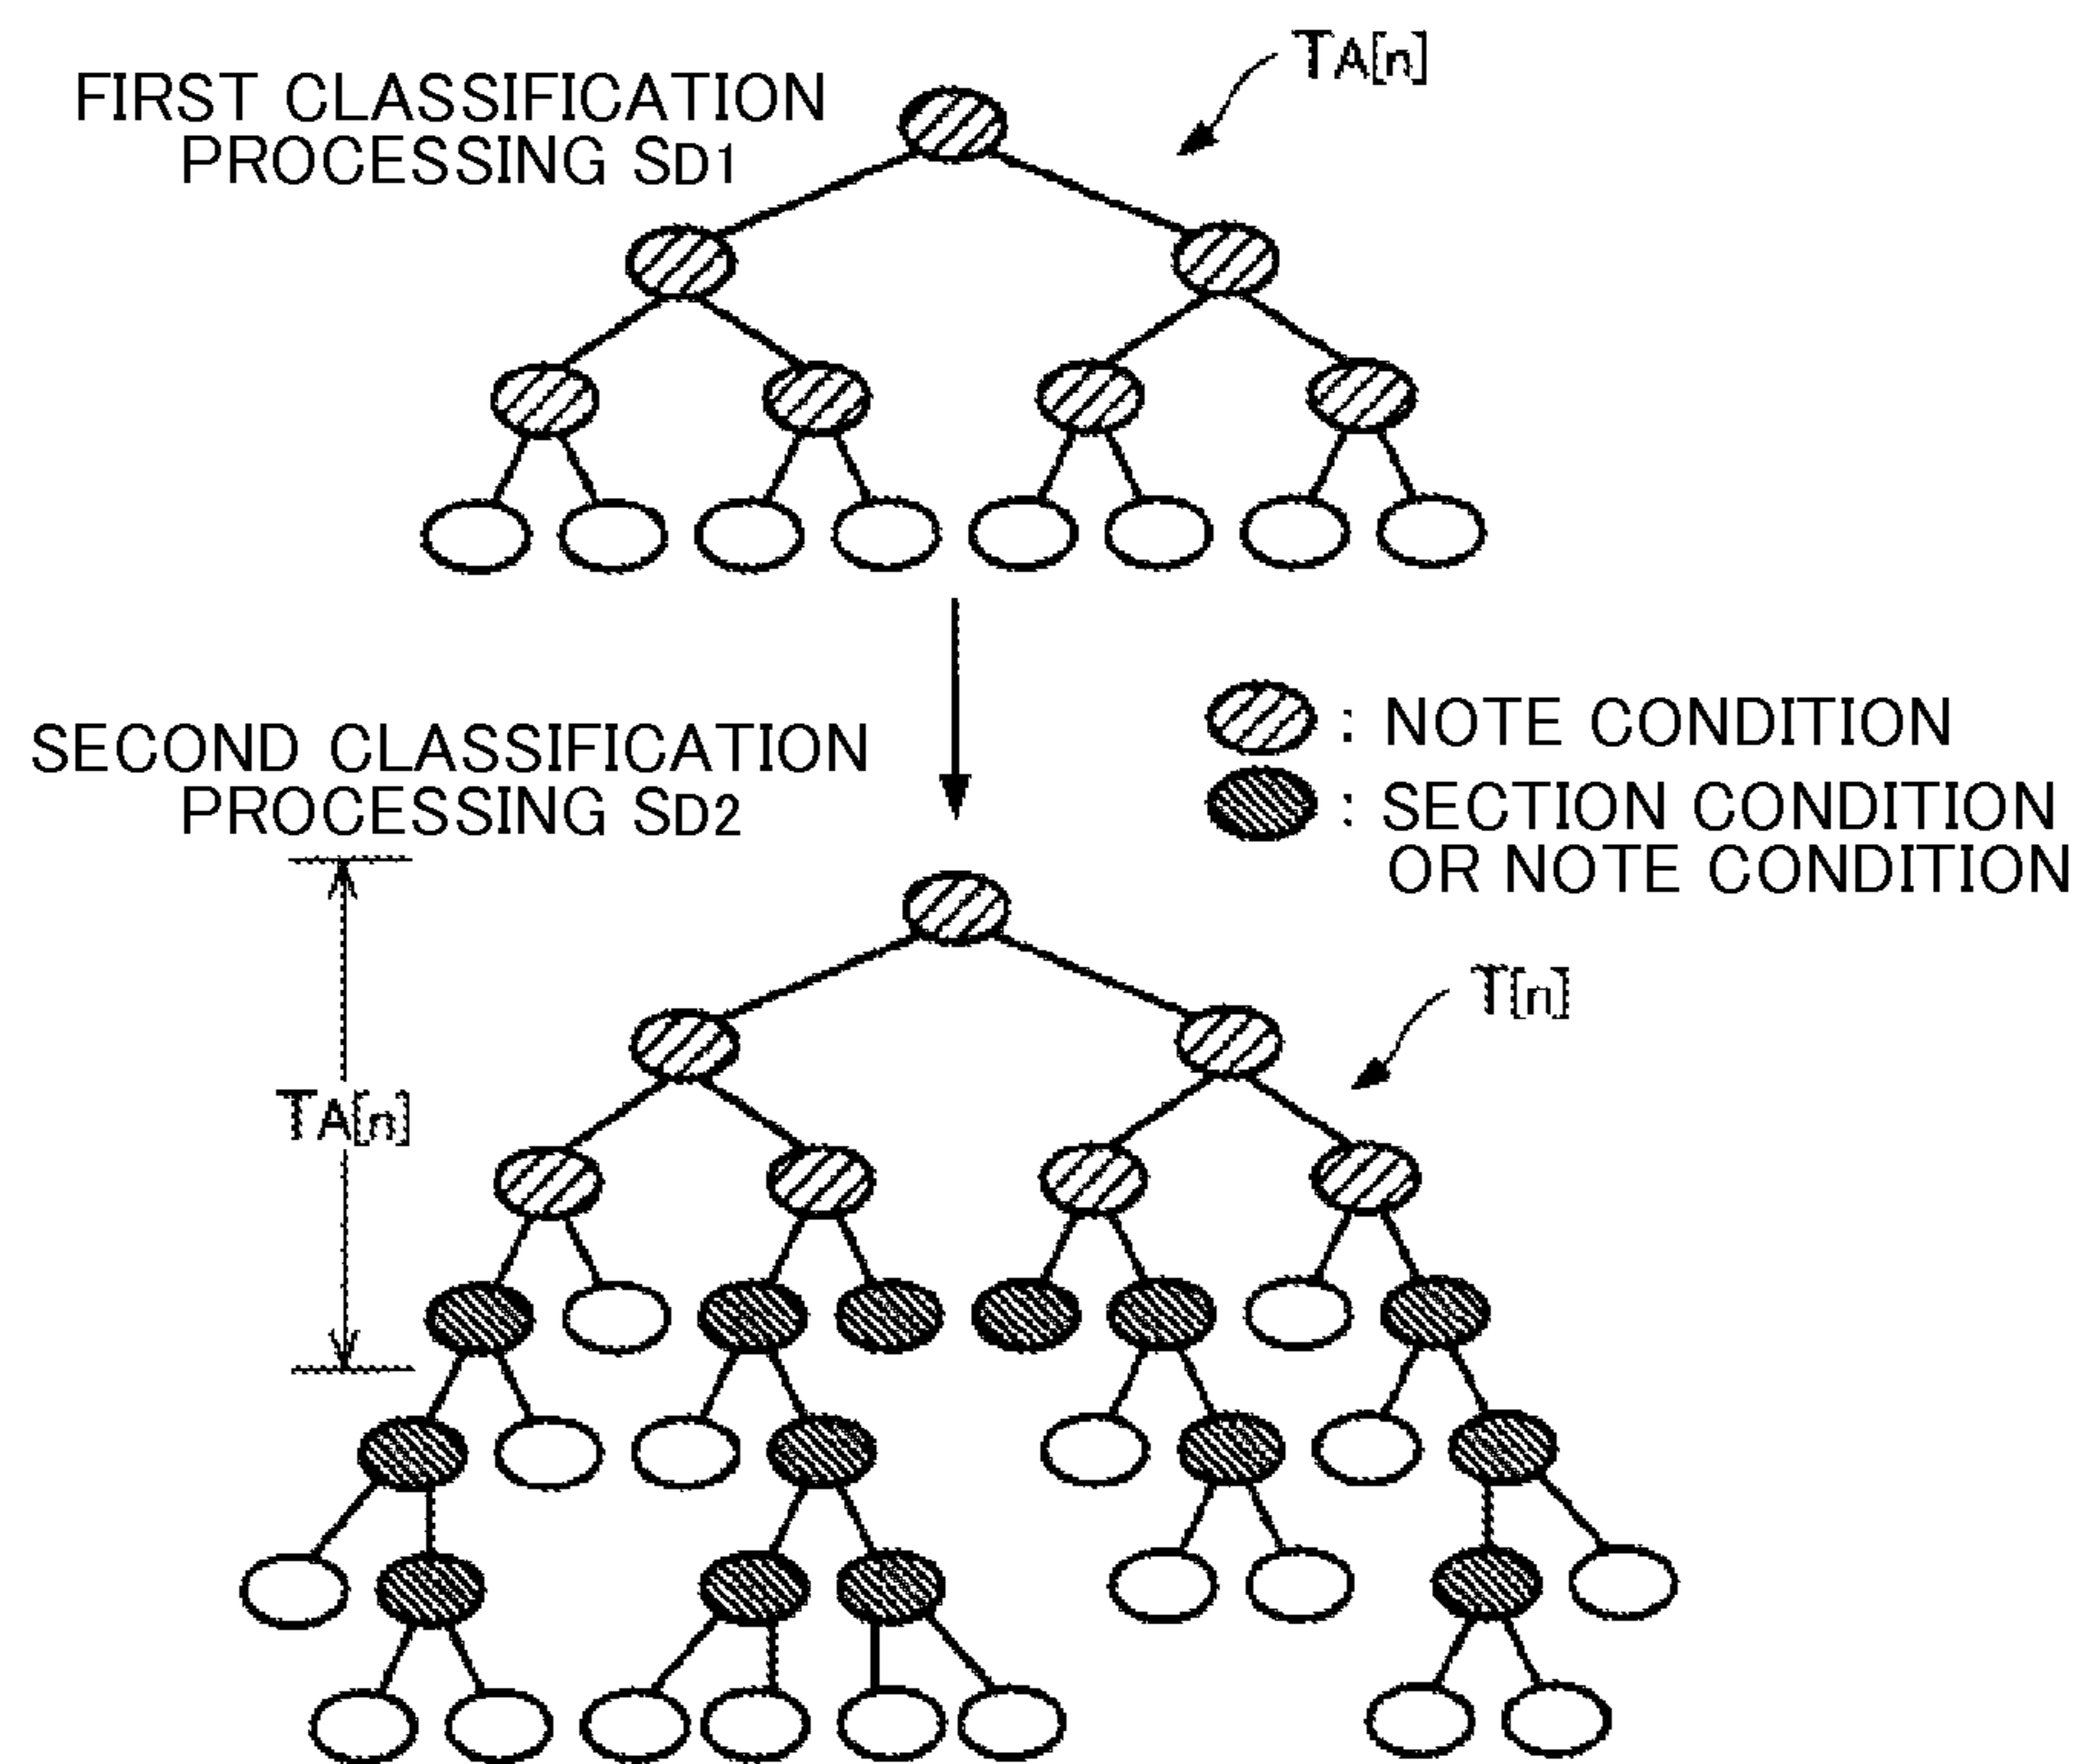 TA[n]
FIRST CLASSIFICATION
PROCESSING SD1
: NOTE CONDITION
SECOND CLASSIFICATION
PROCESSING SD2
: SECTION CONDITION
OR NOTE CONDITION
T[n]
TA[n]